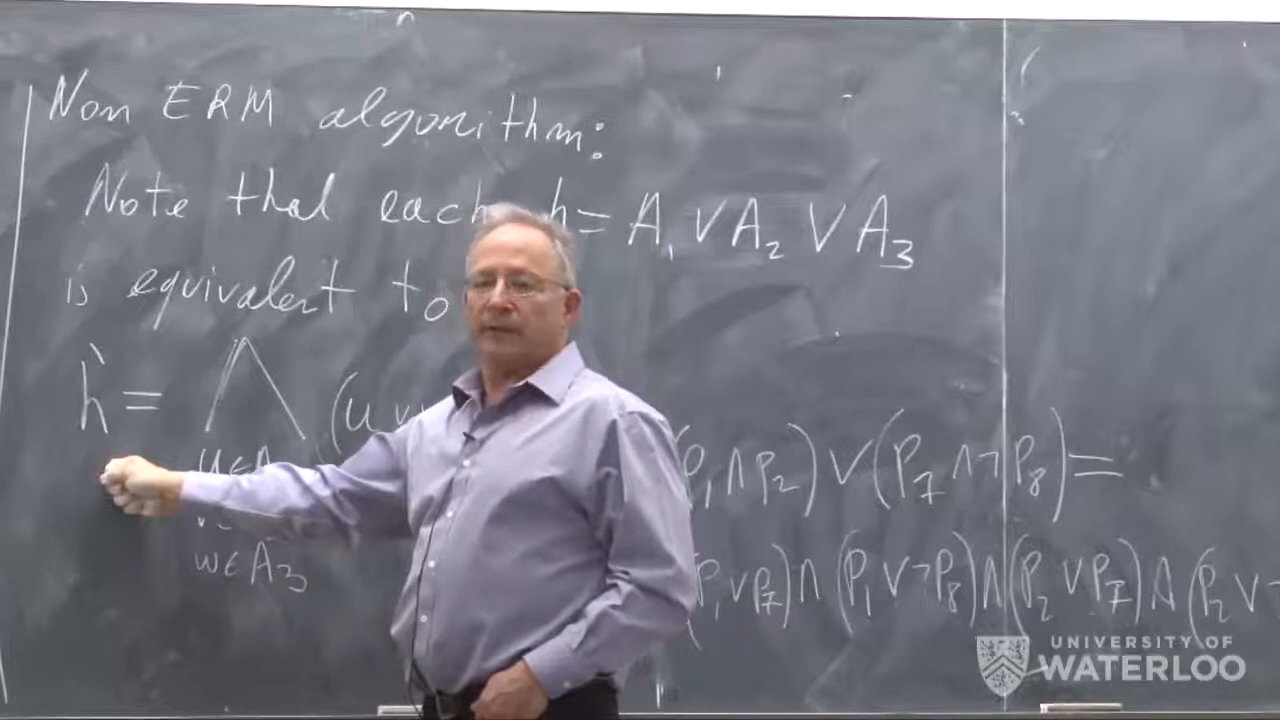 Non ERM algorithm:
Note that each h = A₁ ∨ A₂ ∨ A₃
is equivalent to
h` = ⋀ (u ∨
u ∈ A
w ∈ A₃
P₁ ∧ P₂) ∨ (P₇ ∧ ¬P₈) =
P₁ ∨ P₇) ∧ (P₁ ∨ ¬P₈) ∧ (P₂ ∨ P₇) ∧ (P₂ ∨ ¬
UNIVERSITY OF
WATERLOO